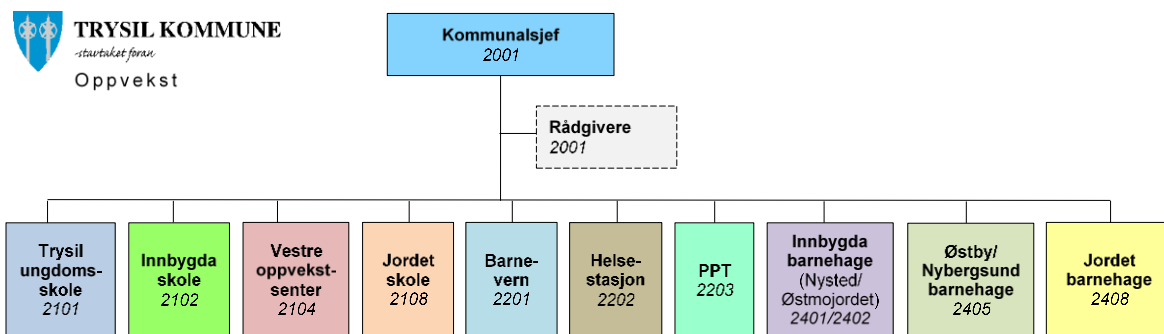 TRYSIL KOMMUNE
-stavtaket foran
Oppvekst
Kommunalsjef
2001
Rådgivere
2001
Trysil
ungdoms-
skole
2101
Innbygda
skole
2102
Vestre
oppvekst-
senter
2104
Jordet
skole
2108
Barne-
vern
2201
Helse-
stasjon
2202
PPT
2203
Innbygda
barnehage
(Nysted/
Østmojordet)
2401/2402
Østby/
Nybergsund
barnehage
2405
Jordet
barnehage
2408